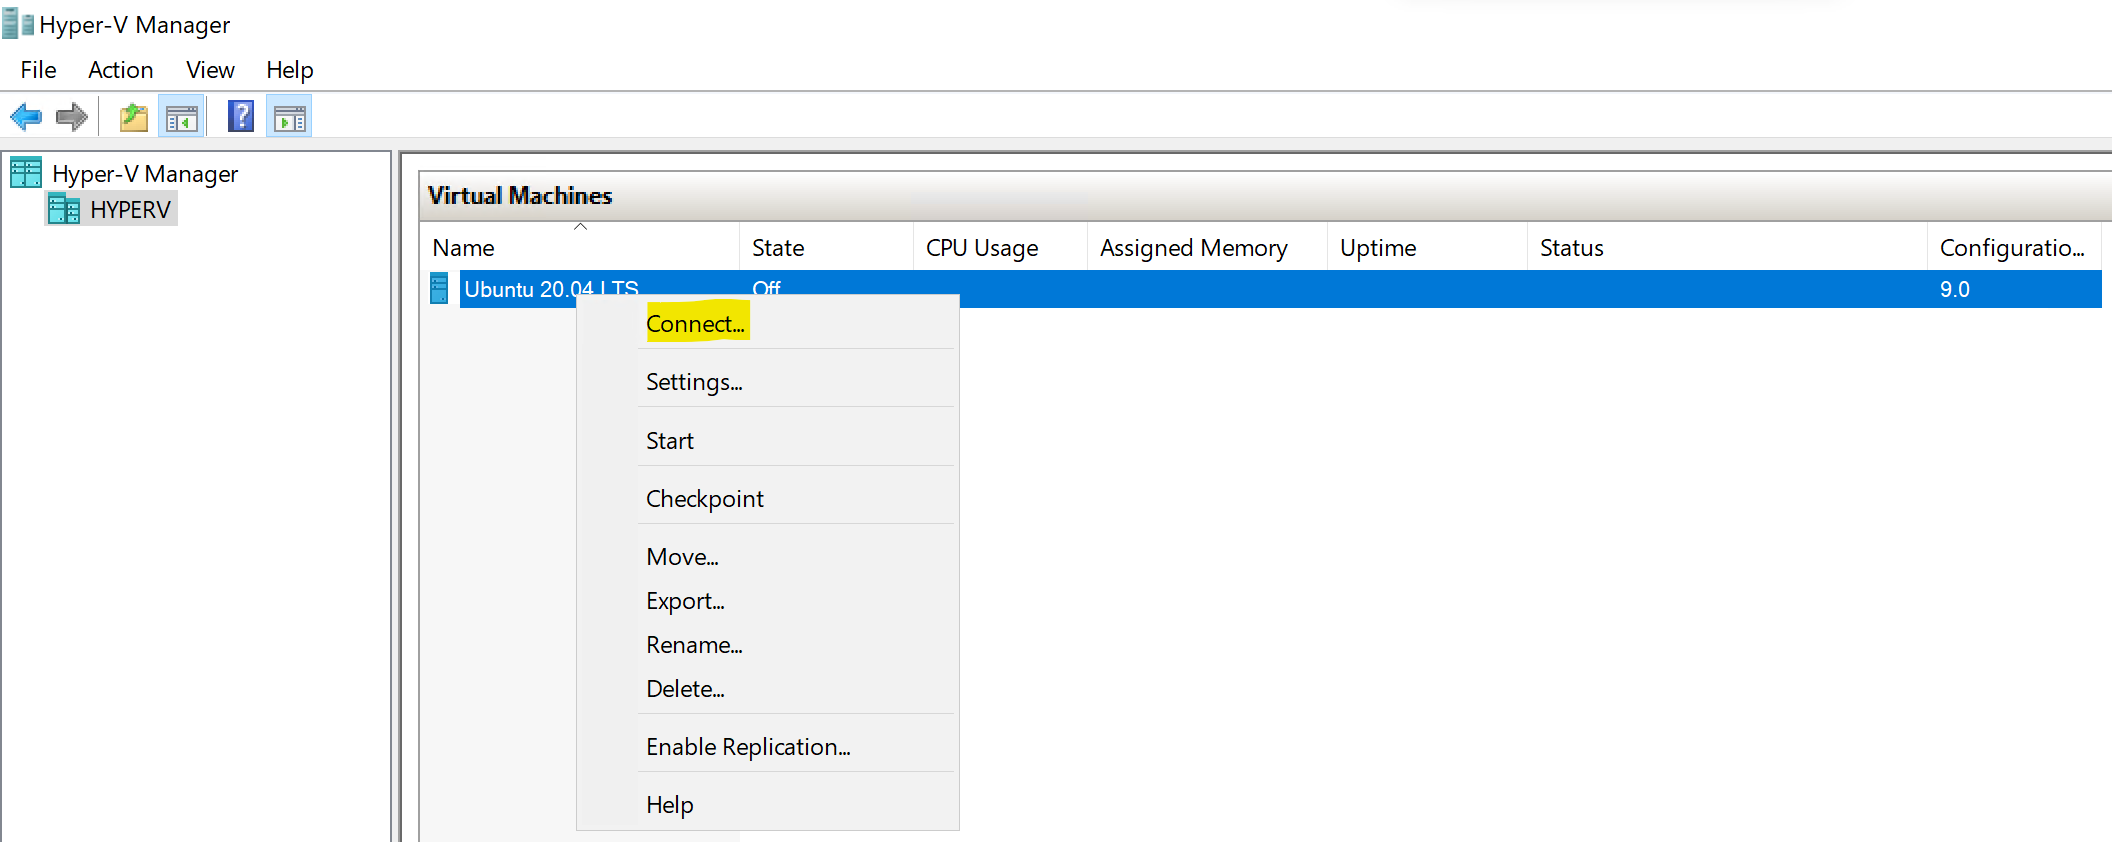 Hyper-V Manager
File Action View Help
Hyper-V Manager
HYPERV
Virtual Machines
Name State CPU Usage Assigned Memory Uptime Status Configuratio...
Ubuntu 20.04 LTS Off 9.0
Connect...
Settings...
Start
Checkpoint
Move...
Export...
Rename...
Delete...
Enable Replication...
Help